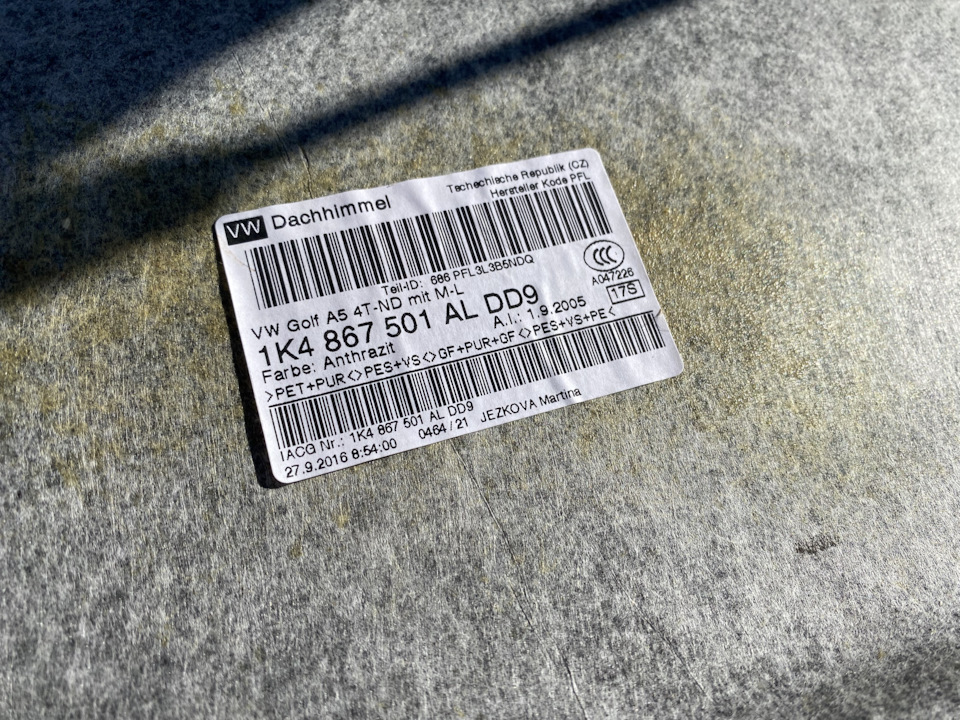 VW Dachhimmel
Tschechische Republik (CZ)
Hersteller Kode PFL
Teil-ID: 686 PFL3L3B5NDQ
CCC
A047226
VW Golf A5 4T-ND mit M-L
1K4 867 501 AL DD9
17S
Farbe: Anthrazit A.I.: 1.9.2005
>PET+PUR<>PES+VS<>GF+PUR+GF<>PES+VS+PE<
IACG Nr.: 1K4 867 501 AL DD9
27.9.2016 8:54:00 0464/21 JEZKOVA Martina